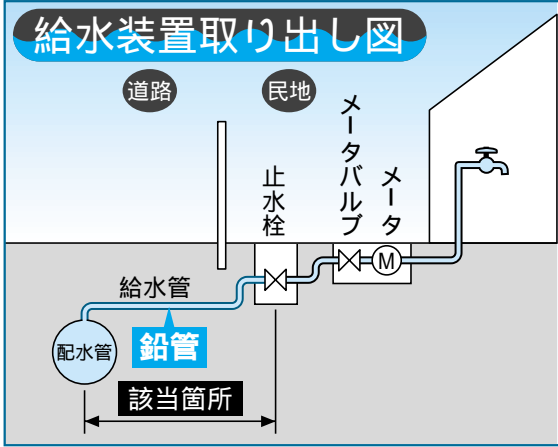 給水装置取り出し図
道路
民地
止水栓
メータバルブ
メータ
M
給水管
配水管
鉛管
該当箇所